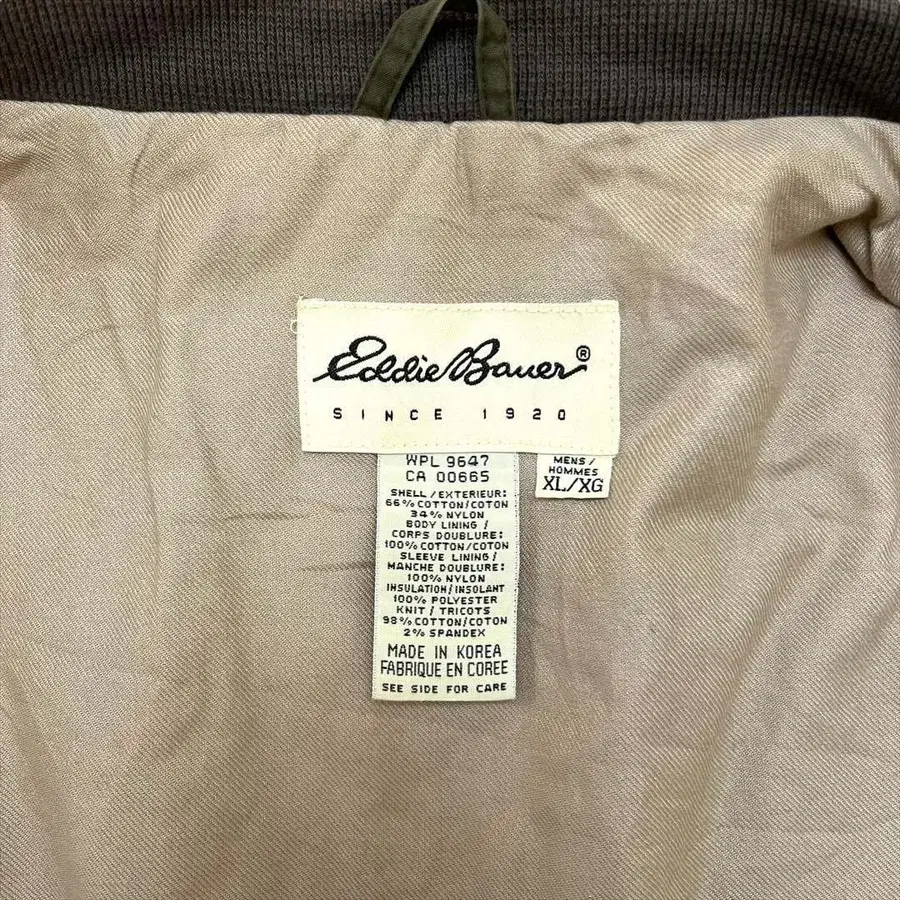 Eddie Bauer®
SINCE 1920
WPL 9647
CA 00665
SHELL/EXTERIEUR:
66% COTTON/COTON
34% NYLON
BODY LINING/
CORPS DOUBLURE:
100% COTTON/COTON
SLEEVE LINING/
MANCHE DOUBLURE:
100% NYLON
INSULATION/INSOLANT
100% POLYESTER
KNIT / TRICOTS
98% COTTON/COTON
2% SPANDEX
MADE IN KOREA
FABRIQUE EN COREE
SEE SIDE FOR CARE
MENS/
HOMMES
XL/XG